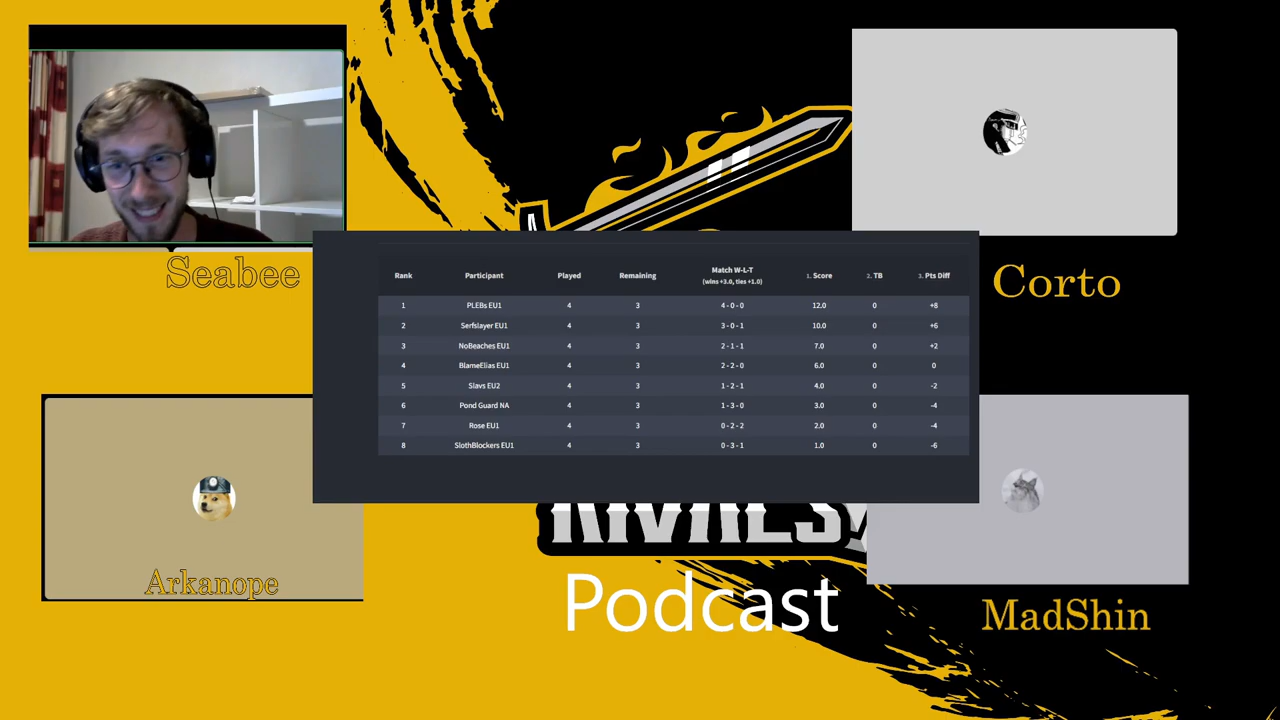 Seabee
Corto
Rank Participant Played Remaining Match W-L-T (wins +3.0, ties +1.0) 1. Score 2. TB 3. Pts Diff
1 PLEBs EU1 4 3 4 - 0 - 0 12.0 0 +8
2 Serfslayer EU1 4 3 3 - 0 - 1 10.0 0 +6
3 NoBeaches EU1 4 3 2 - 1 - 1 7.0 0 +2
4 BlameElias EU1 4 3 2 - 2 - 0 6.0 0 0
5 Slavs EU2 4 3 1 - 2 - 1 4.0 0 -2
6 Pond Guard NA 4 3 1 - 3 - 0 3.0 0 -4
7 Rose EU1 4 3 0 - 2 - 2 2.0 0 -4
8 SlothBlockers EU1 4 3 0 - 3 - 1 1.0 0 -6
RIVALS
Podcast
Arkanope
MadShin